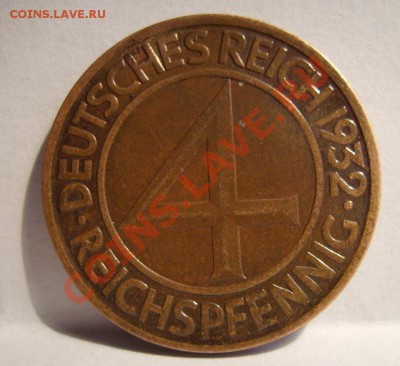 COINS.LAVE.RU
DEUTSCHES REICH 1932
4
REICHSPFENNIG
COINS.LAVE.RU